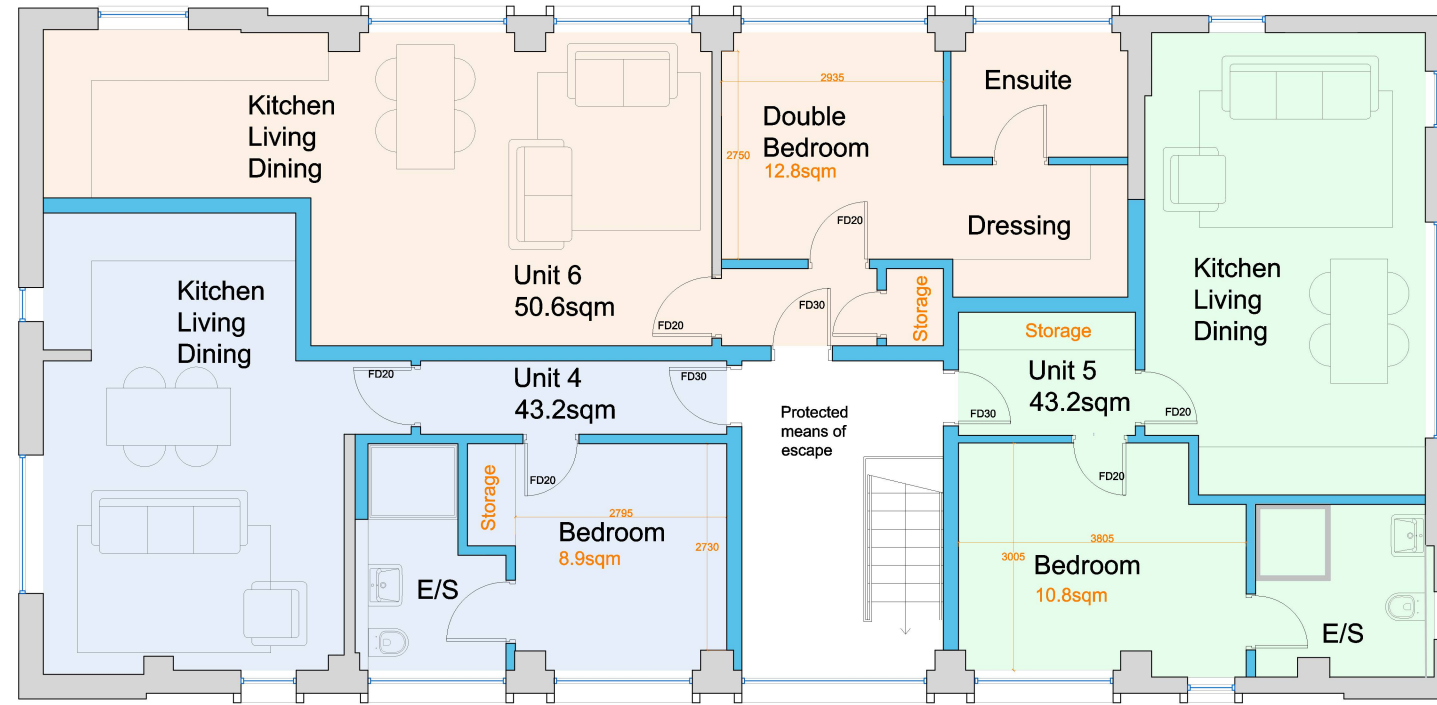 Kitchen
Living
Dining
Unit 6
50.6sqm
FD20
2935
2750
Double
Bedroom
12.8sqm
Ensuite
Dressing
FD20
FD30
Storage
Kitchen
Living
Dining
Unit 4
43.2sqm
FD20
FD30
FD20
Storage
2795
2730
Bedroom
8.9sqm
E/S
Protected
means of
escape
Storage
Unit 5
43.2sqm
FD30
FD20
FD20
Kitchen
Living
Dining
3805
3005
Bedroom
10.8sqm
E/S